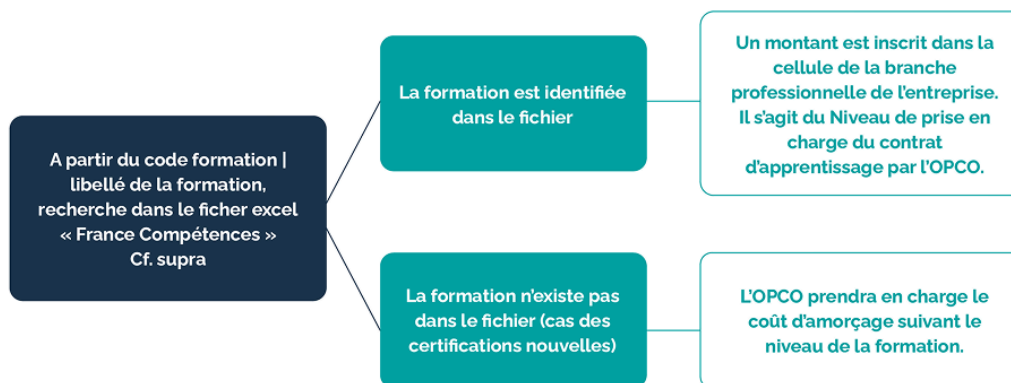 A partir du code formation |
libellé de la formation,
recherche dans le ficher excel
« France Compétences »
Cf. supra
La formation est identifiée
dans le fichier
Un montant est inscrit dans la
cellule de la branche
professionnelle de l'entreprise.
Il s'agit du Niveau de prise en
charge du contrat
d'apprentissage par l'OPCO.
La formation n'existe pas
dans le fichier (cas des
certifications nouvelles)
L'OPCO prendra en charge le
coût d'amorçage suivant le
niveau de la formation.